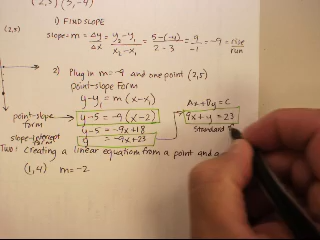 (2,5) (3,-4)
1) FIND SLOPE
(2,5)
slope=m = Δy/Δx = y₂-y₁/x₂-x₁ = 5-(-4)/2-3 = 9/-1 = -9 = rise/run
2) Plug in m=-9 and one point (2,5)
point-slope form
y-y₁ = m(x-x₁)
point-slope form → y-5 = -9(x-2)
y-5 = -9x+18
slope-intercept form → y = -9x+23
Ax+By=C
9x+y=23
Standard
Two: Creating a linear equation from a point and a
(1,4) m=-2